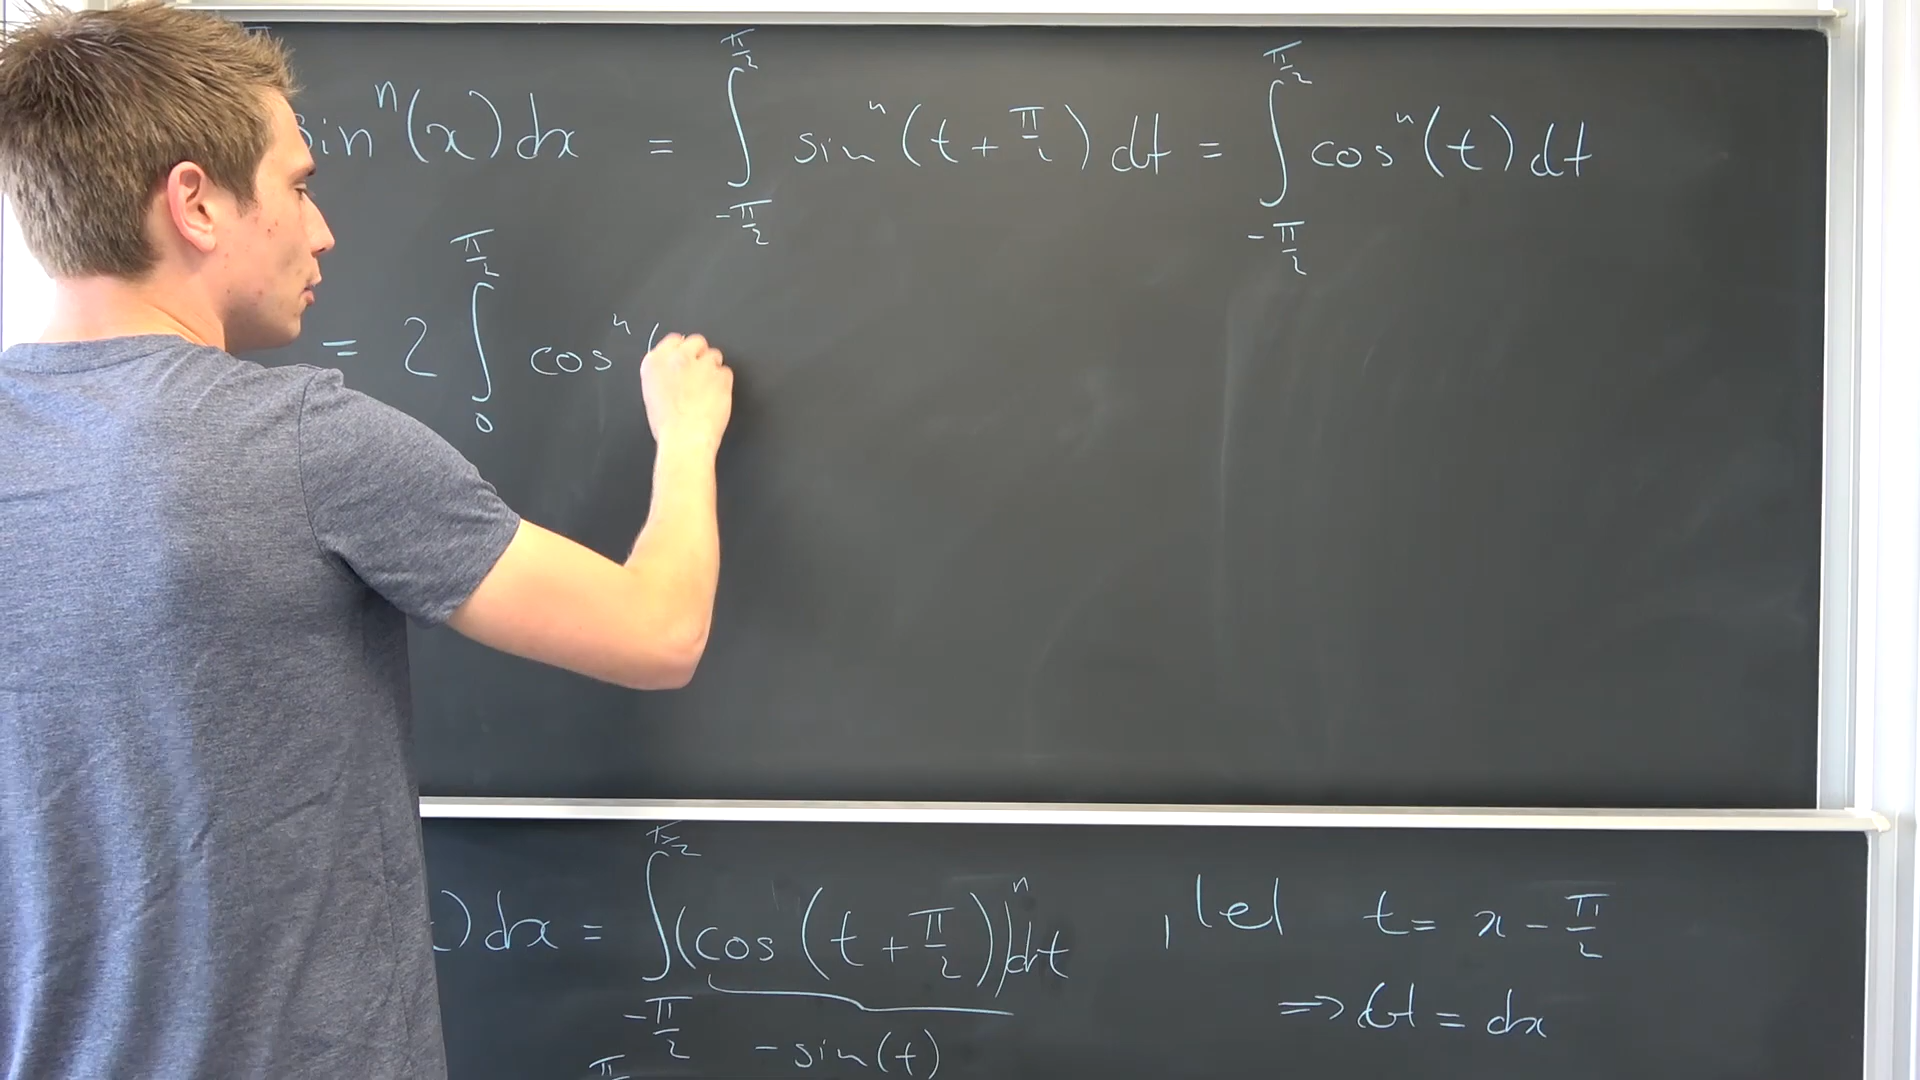 sin^n(x)dx = ∫_{-π/2}^{π/2} sin^n(t+π/2)dt = ∫_{-π/2}^{π/2} cos^n(t)dt
= 2∫_0^{π/2} cos^n(
)dx = ∫_{-π/2}^{π/2}(cos(t+π/2))^n dt , let t = x-π/2
-sin(t)
⇒ dt = dx
π